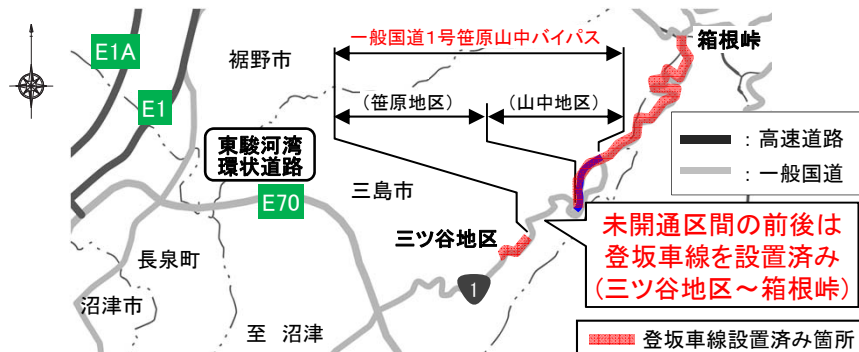 一般国道1号笹原山中バイパス
箱根峠
E1A
裾野市
(笹原地区)
(山中地区)
E1
東駿河湾
環状道路
：高速道路
：一般国道
E70
三島市
三ツ谷地区
未開通区間の前後は
登坂車線を設置済み
(三ツ谷地区～箱根峠)
長泉町
沼津市
1
至 沼津
登坂車線設置済み箇所